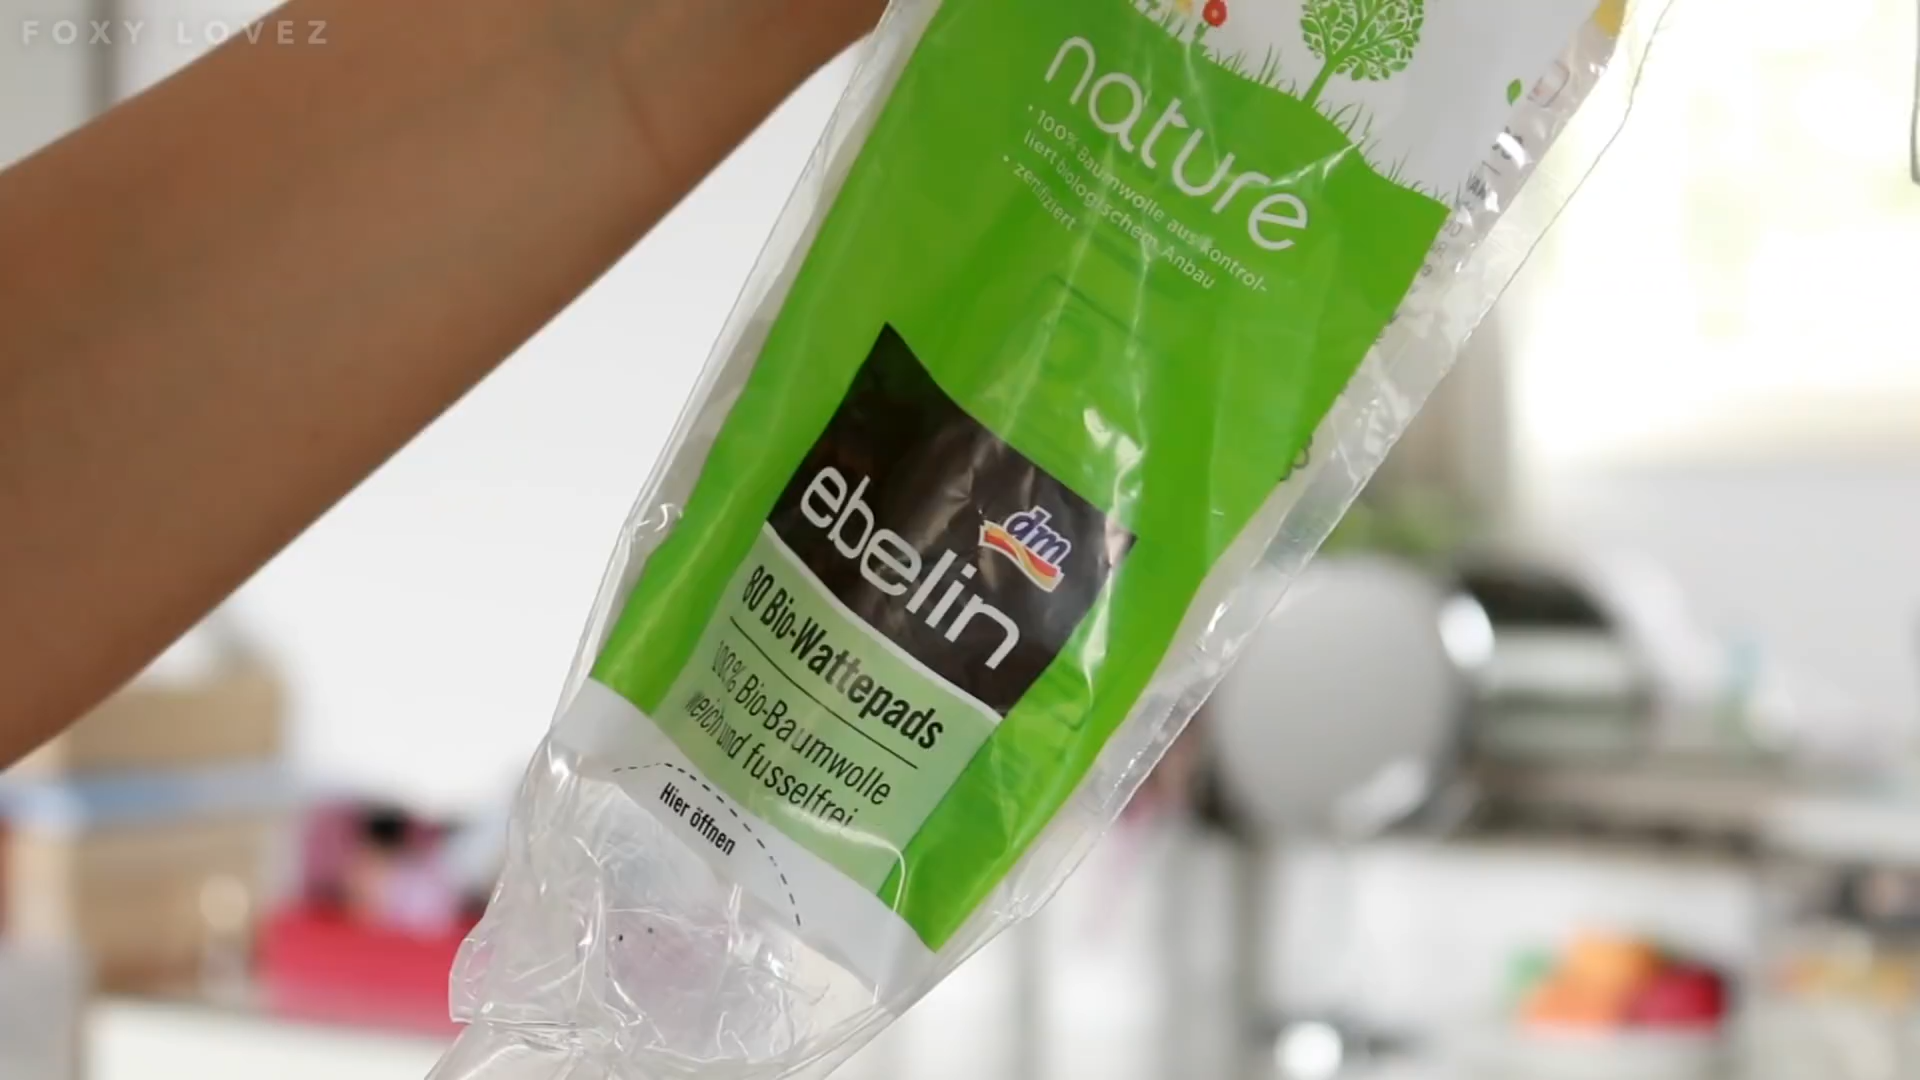 FOXY LOVEZ
nature
• 100% Baumwolle aus kontrol-
liert biologischem Anbau
• zertifiziert
dm
ebelin
80 Bio-Wattepads
100% Bio-Baumwolle
weich und fusselfrei
Hier öffnen